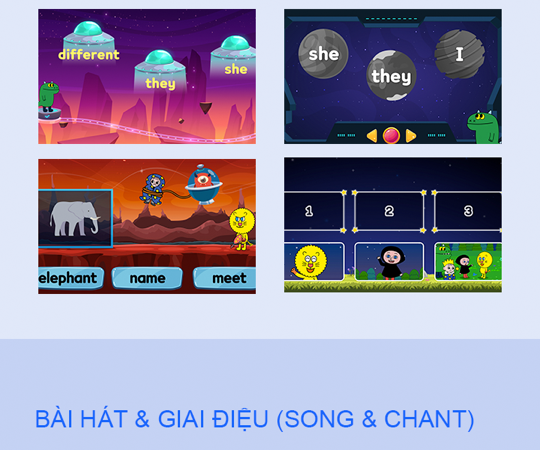 different
they
she
she
they
I
elephant
name
meet
1
2
3
BÀI HÁT & GIAI ĐIỆU (SONG & CHANT)